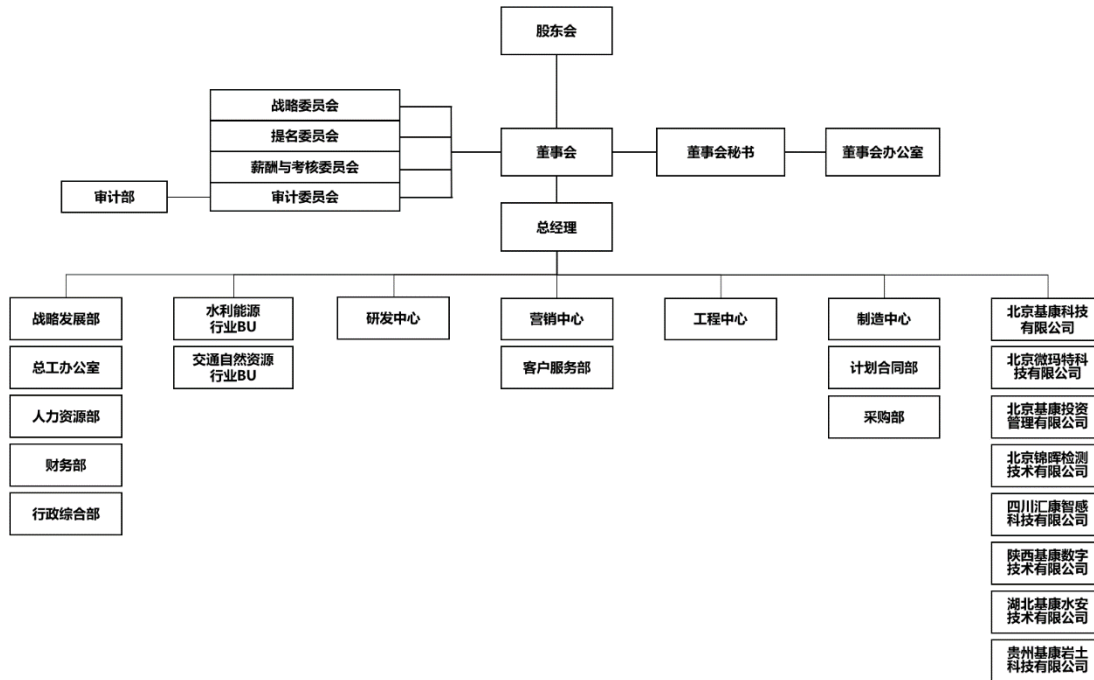 股东会
战略委员会
提名委员会
薪酬与考核委员会
审计委员会
审计部
董事会
董事会秘书
董事会办公室
总经理
战略发展部
总工办公室
人力资源部
财务部
行政综合部
水利能源
行业BU
交通自然资源
行业BU
研发中心
营销中心
客户服务部
工程中心
制造中心
计划合同部
采购部
北京基康科技
有限公司
北京微玛特科
技有限公司
北京基康投资
管理有限公司
北京锦晖检测
技术有限公司
四川汇康智感
科技有限公司
陕西基康数字
技术有限公司
湖北基康水安
技术有限公司
贵州基康岩土
科技有限公司